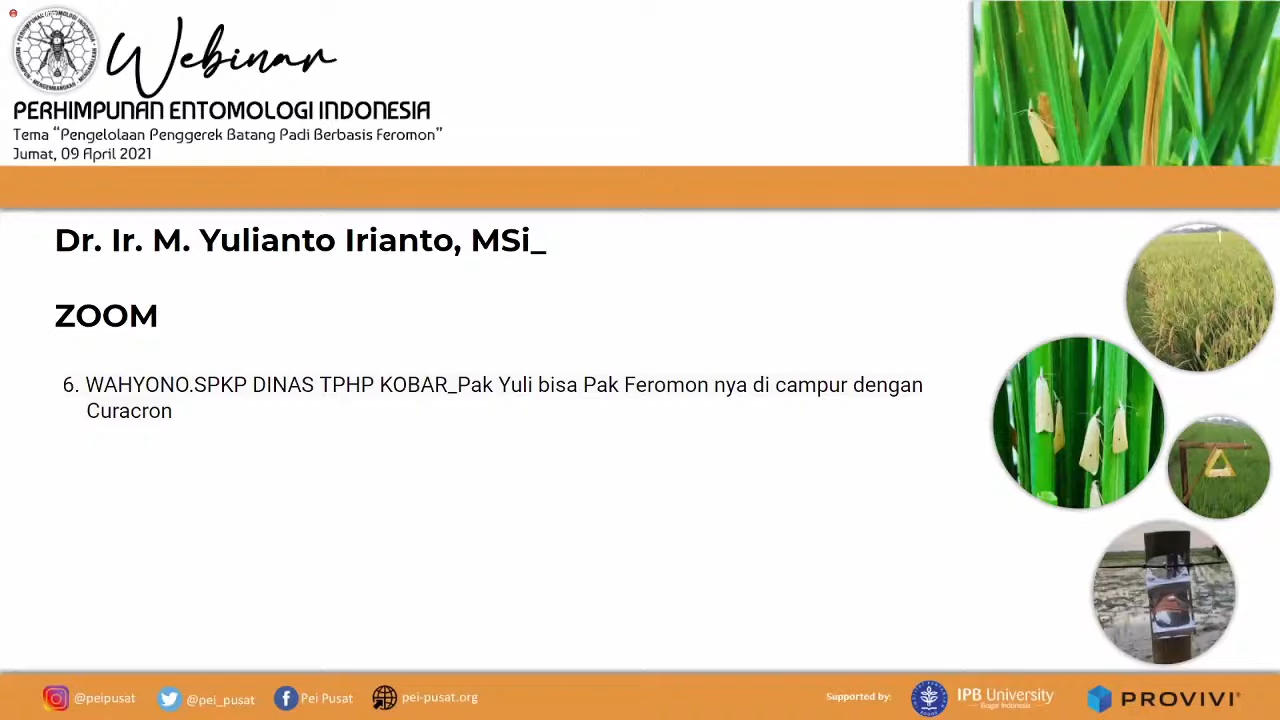 Webinar
PERHIMPUNAN ENTOMOLOGI INDONESIA
Tema “Pengelolaan Penggerek Batang Padi Berbasis Feromon”
Jumat, 09 April 2021
Dr. Ir. M. Yulianto Irianto, MSi_
ZOOM
6. WAHYONO.SPKP DINAS TPHP KOBAR_Pak Yuli bisa Pak Feromon nya di campur dengan
Curacron
@peipusat
@pei_pusat
Pei Pusat
pei-pusat.org
Supported by:
IPB University
Bogor Indonesia
PROVIVI